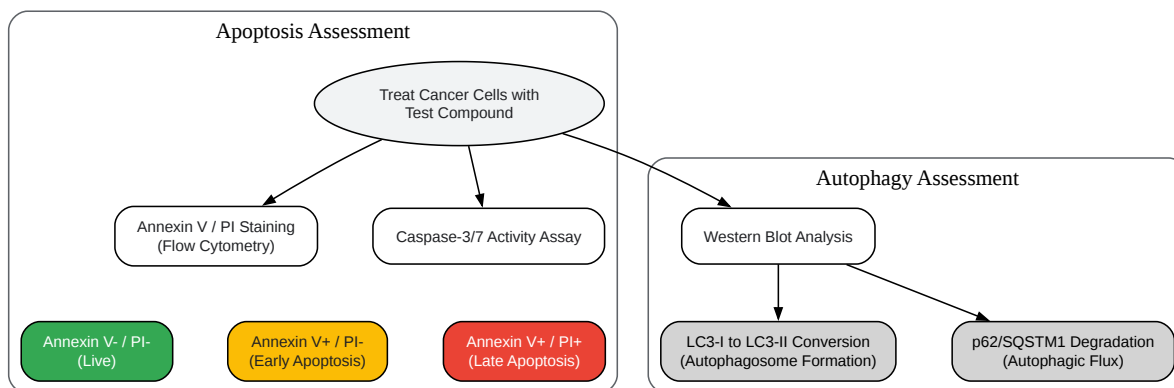 Apoptosis Assessment
Treat Cancer Cells with
Test Compound
Autophagy Assessment
Annexin V / PI Staining
(Flow Cytometry)
Caspase-3/7 Activity Assay
Western Blot Analysis
Annexin V- / PI-
(Live)
Annexin V+ / PI-
(Early Apoptosis)
Annexin V+ / PI+
(Late Apoptosis)
LC3-I to LC3-II Conversion
(Autophagosome Formation)
p62/SQSTM1 Degradation
(Autophagic Flux)